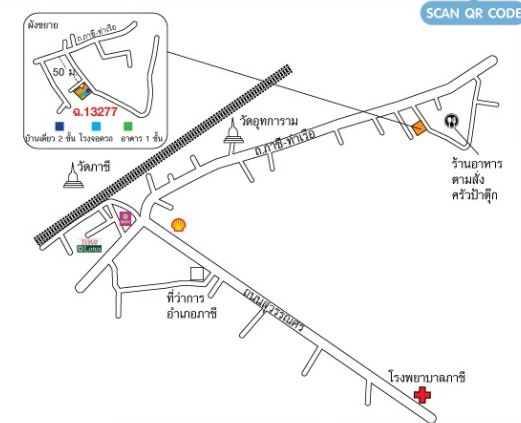 SCAN QR CODE
ผังขยาย
ถ.ภาชี-ท่าเรือ
50 ม.
ฉ.13277
บ้านเดี่ยว 2 ชั้น โรงจอดรถ อาคาร 1 ชั้น
วัดอุทการาม
ถ.ภาชี-ท่าเรือ
วัดภาชี
ร้านอาหาร
ตามสั่ง
ครัวป้าตุ๊ก
Lotus
ที่ว่าการ
อำเภอภาชี
ถนนสุวรรณศร
โรงพยาบาลภาชี